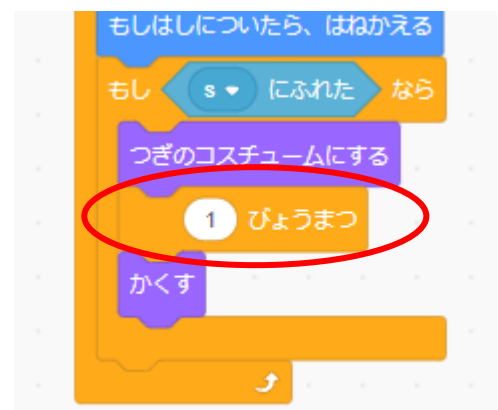 もしはしについたら、はねかえる
もし s にふれた なら
つぎのコスチュームにする
1 びょうまつ
かくす